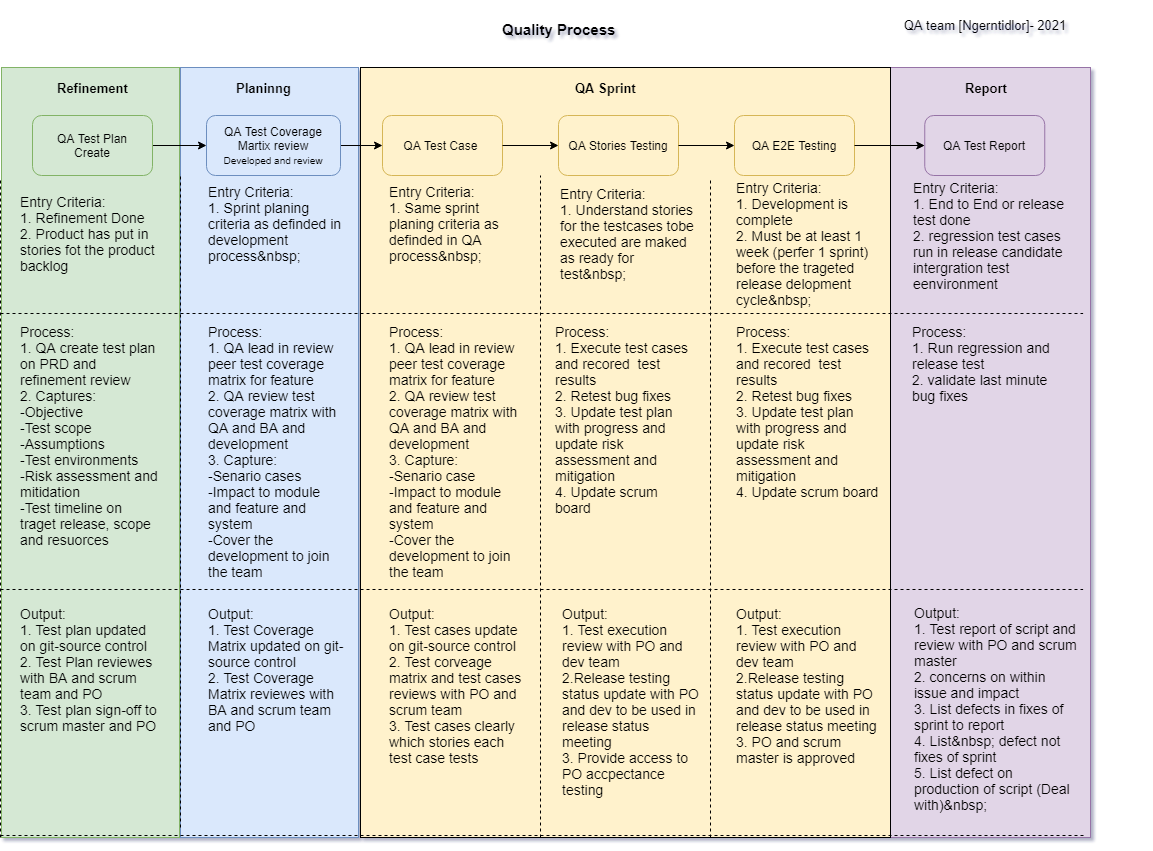 Quality Process
QA team [Ngerntidlor]- 2021
Refinement
Planinng
QA Sprint
Report
QA Test Plan
Create
QA Test Coverage
Martix review
Developed and review
QA Test Case
QA Stories Testing
QA E2E Testing
QA Test Report
Entry Criteria:
1. Refinement Done
2. Product has put in
stories fot the product
backlog
Entry Criteria:
1. Sprint planing
criteria as definded in
development
process&nbsp;
Entry Criteria:
1. Same sprint
planing criteria as
definded in QA
process&nbsp;
Entry Criteria:
1. Understand stories
for the testcases tobe
executed are maked
as ready for
test&nbsp;
Entry Criteria:
1. Development is
complete
2. Must be at least 1
week (perfer 1 sprint)
before the trageted
release delopment
cycle&nbsp;
Entry Criteria:
1. End to End or release
test done
2. regression test cases
run in release candidate
intergration test
eenvironment
Process:
1. QA create test plan
on PRD and
refinement review
2. Captures:
-Objective
-Test scope
-Assumptions
-Test environments
-Risk assessment and
mitidation
-Test timeline on
traget release, scope
and resuorces
Process:
1. QA lead in review
peer test coverage
matrix for feature
2. QA review test
coverage matrix with
QA and BA and
development
3. Capture:
-Senario cases
-Impact to module
and feature and
system
-Cover the
development to join
the team
Process:
1. QA lead in review
peer test coverage
matrix for feature
2. QA review test
coverage matrix with
QA and BA and
development
3. Capture:
-Senario case
-Impact to module
and feature and
system
-Cover the
development to join
the team
Process:
1. Execute test cases
and recored  test
results
2. Retest bug fixes
3. Update test plan
with progress and
update risk
assessment and
mitigation
4. Update scrum
board
Process:
1. Execute test cases
and recored  test
results
2. Retest bug fixes
3. Update test plan
with progress and
update risk
assessment and
mitigation
4. Update scrum board
Process:
1. Run regression and
release test
2. validate last minute
bug fixes
Output:
1. Test plan updated
on git-source control
2. Test Plan reviewes
with BA and scrum
team and PO
3. Test plan sign-off to
scrum master and PO
Output:
1. Test Coverage
Matrix updated on git-
source control
2. Test Coverage
Matrix reviewes with
BA and scrum team
and PO
Output:
1. Test cases update
on git-source control
2. Test corveage
matrix and test cases
reviews with PO and
scrum team
3. Test cases clearly
which stories each
test case tests
Output:
1. Test execution
review with PO and
dev team
2.Release testing
status update with PO
and dev to be used in
release status
meeting
3. Provide access to
PO accpectance
testing
Output:
1. Test execution
review with PO and
dev team
2.Release testing
status update with PO
and dev to be used in
release status meeting
3. PO and scrum
master is approved
Output:
1. Test report of script and
review with PO and scrum
master
2. concerns on within
issue and impact
3. List defects in fixes of
sprint to report
4. List&nbsp; defect not
fixes of sprint
5. List defect on
production of script (Deal
with)&nbsp;